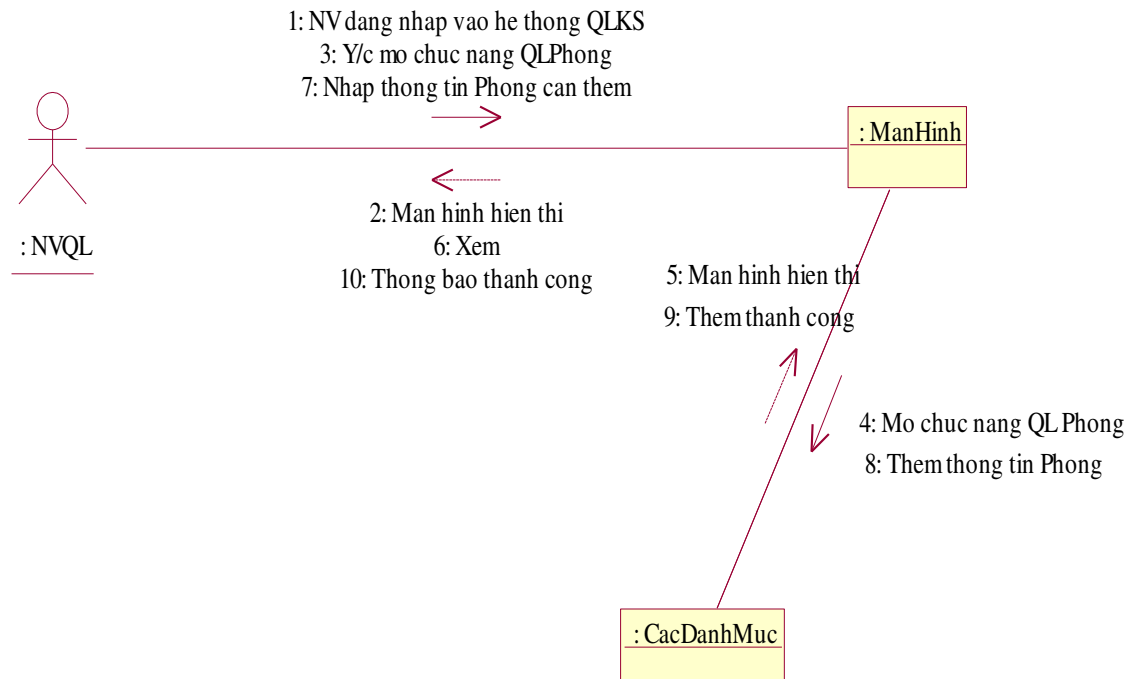 1: NV dang nhap vao he thong QLKS
3: Y/c mo chuc nang QLPhong
7: Nhap thong tin Phong can them
: ManHinh
: NVQL
2: Man hinh hien thi
6: Xem
10: Thong bao thanh cong
5: Man hinh hien thi
9: Them thanh cong
4: Mo chuc nang QL Phong
8: Them thong tin Phong
: CacDanhMuc